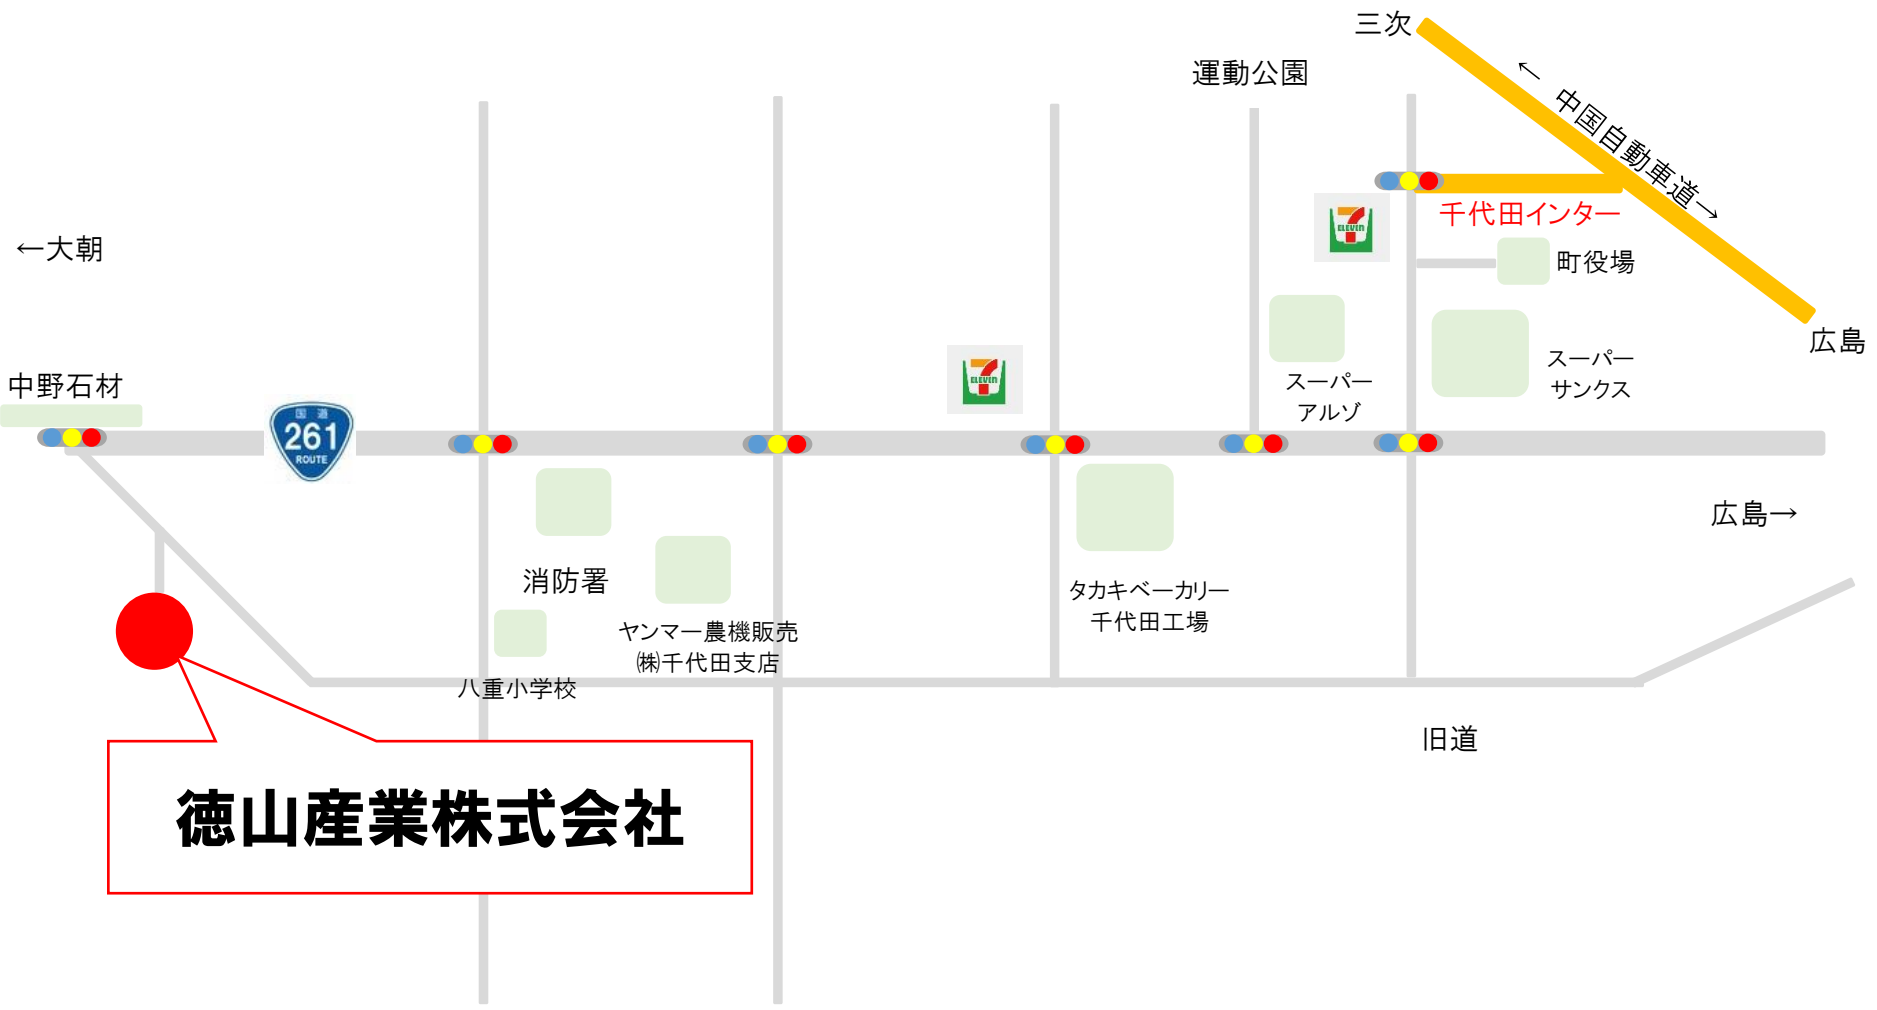 三次
運動公園
← 中国自動車道→
千代田インター
ELEVEN
←大朝
町役場
広島
スーパー
サンクス
ELEVEN
スーパー
アルゾ
中野石材
国道
261
ROUTE
広島→
消防署
タカキベーカリー
千代田工場
ヤンマー農機販売
㈱千代田支店
八重小学校
旧道
徳山産業株式会社